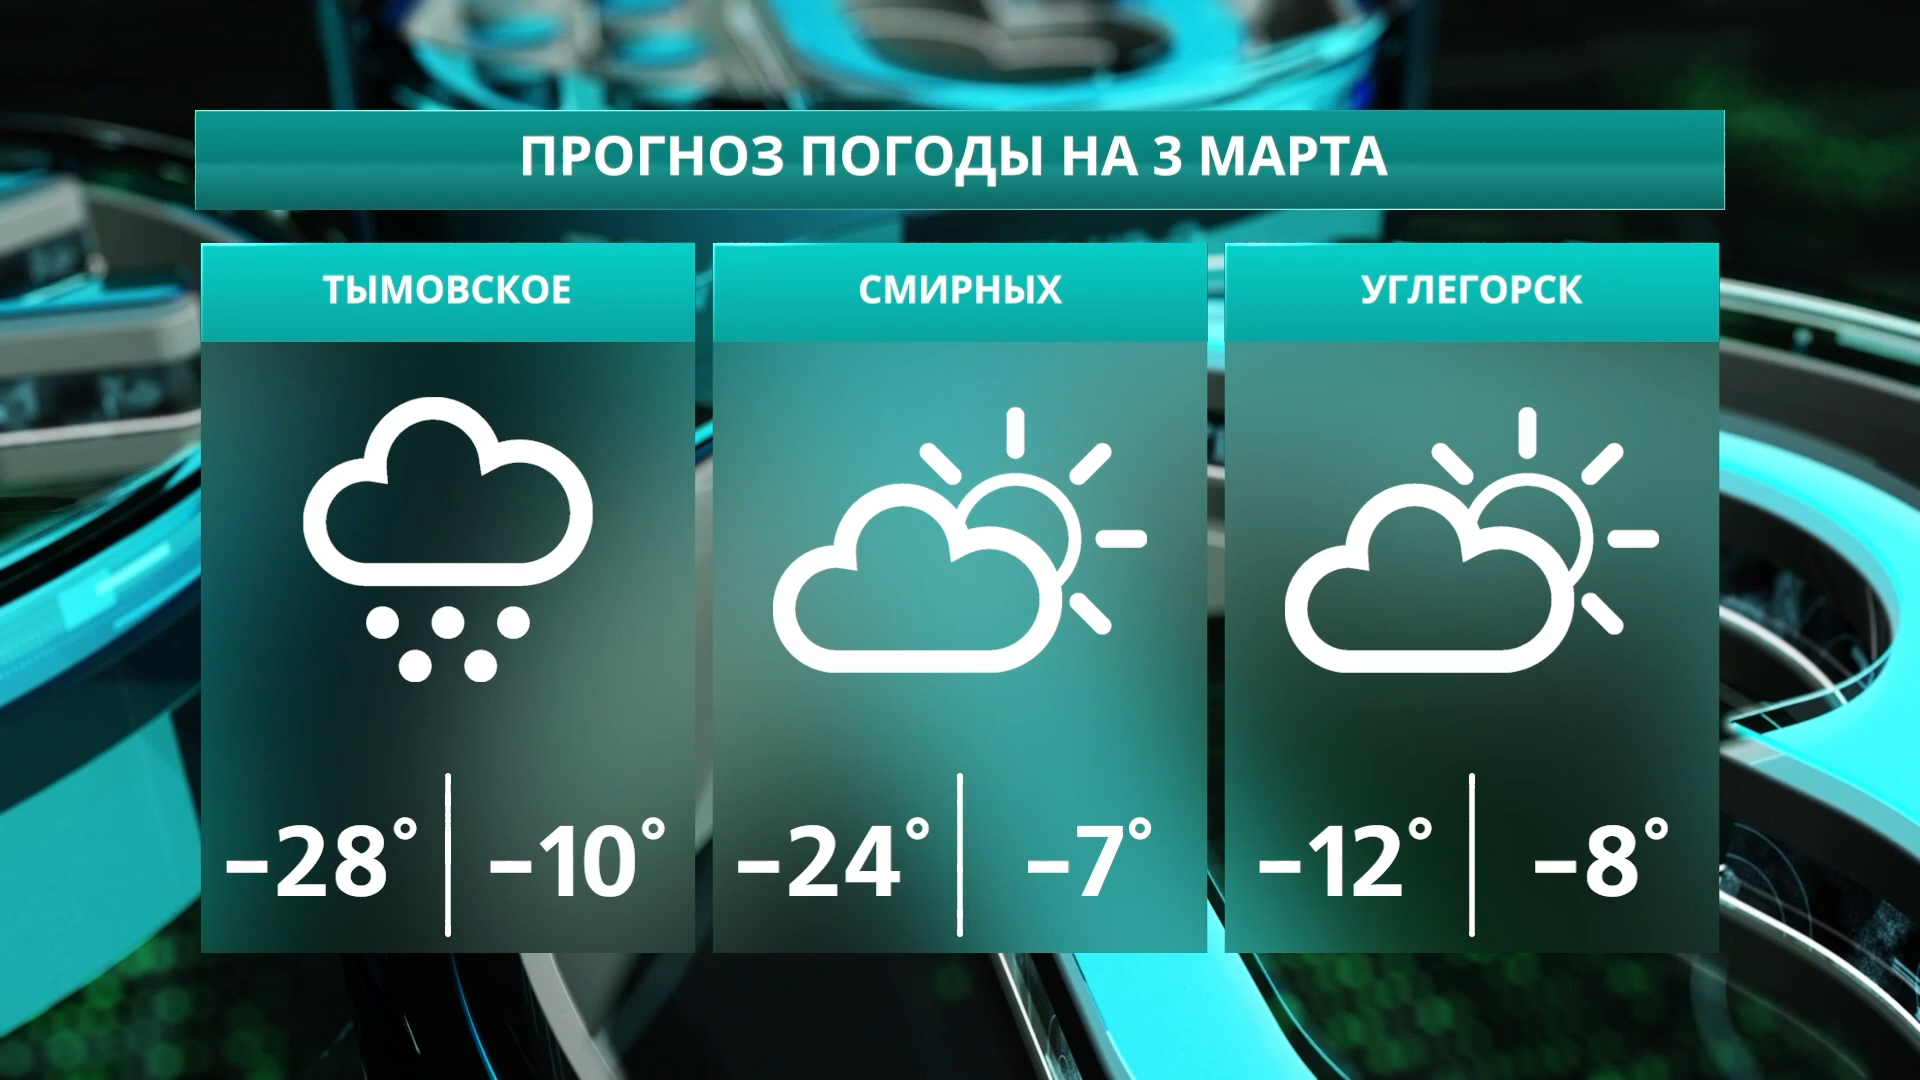 ПРОГНОЗ ПОГОДЫ НА 3 МАРТА
ТЫМОВСКОЕ
-28° -10°
СМИРНЫХ
-24° -7°
УГЛЕГОРСК
-12° -8°